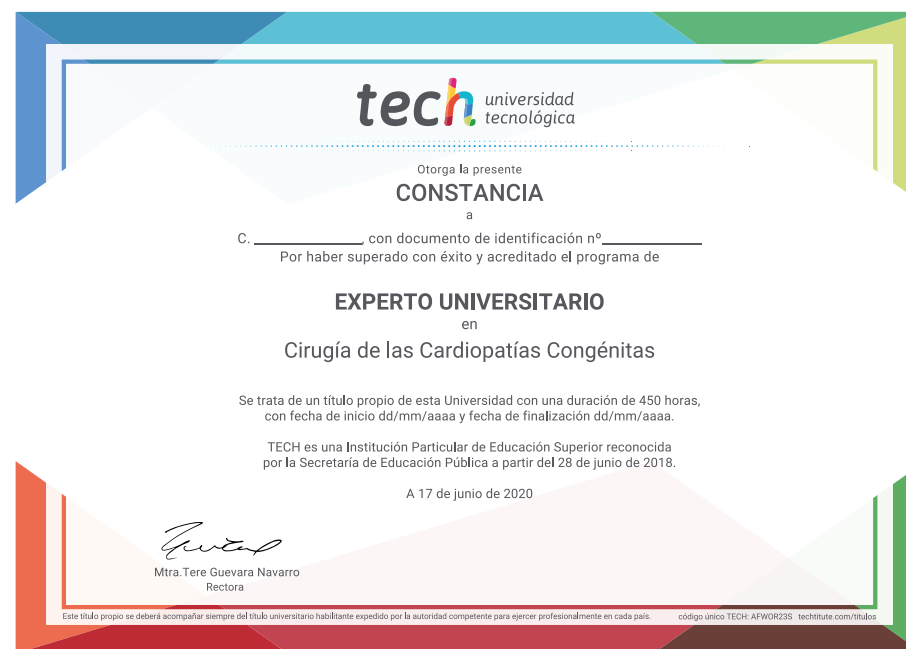 tech universidad
tecnológica
Otorga la presente
CONSTANCIA
a
C. ______________, con documento de identificación nº______________
Por haber superado con éxito y acreditado el programa de
EXPERTO UNIVERSITARIO
en
Cirugía de las Cardiopatías Congénitas
Se trata de un título propio de esta Universidad con una duración de 450 horas,
con fecha de inicio dd/mm/aaaa y fecha de finalización dd/mm/aaaa.
TECH es una Institución Particular de Educación Superior reconocida
por la Secretaría de Educación Pública a partir del 28 de junio de 2018.
A 17 de junio de 2020
Mtra.Tere Guevara Navarro
Rectora
Este título propio se deberá acompañar siempre del título universitario habilitante expedido por la autoridad competente para ejercer profesionalmente en cada país. código único TECH: AFWOR23S techtitute.com/titulos